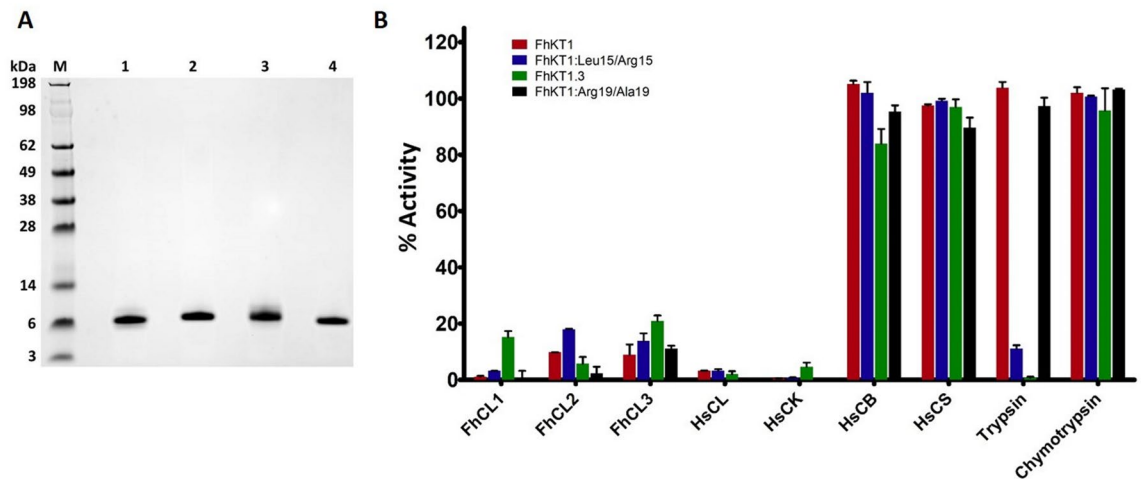 A
kDa M 1 2 3 4
198
98
62
49
38
28
14
6
3
B
% Activity
120
100
80
60
40
20
0
FhKT1
FhKT1:Leu15/Arg15
FhKT1.3
FhKT1:Arg19/Ala19
FhCL1
FhCL2
FhCL3
HsCL
HsCK
HsCB
HsCS
Trypsin
Chymotrypsin